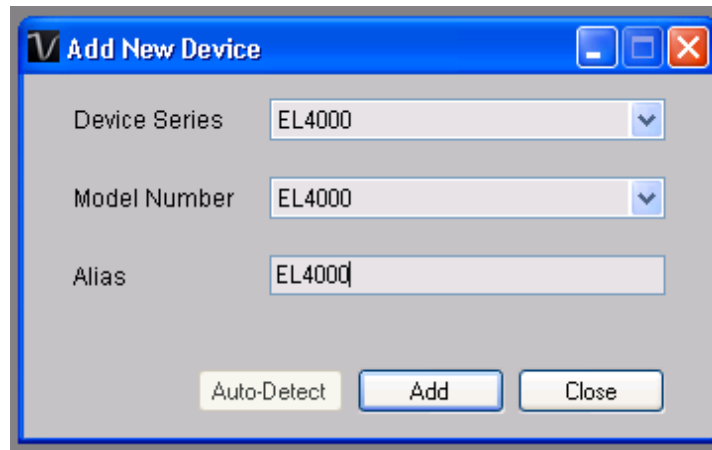 Add New Device
Device Series EL4000
Model Number EL4000
Alias EL4000
Auto-Detect Add Close